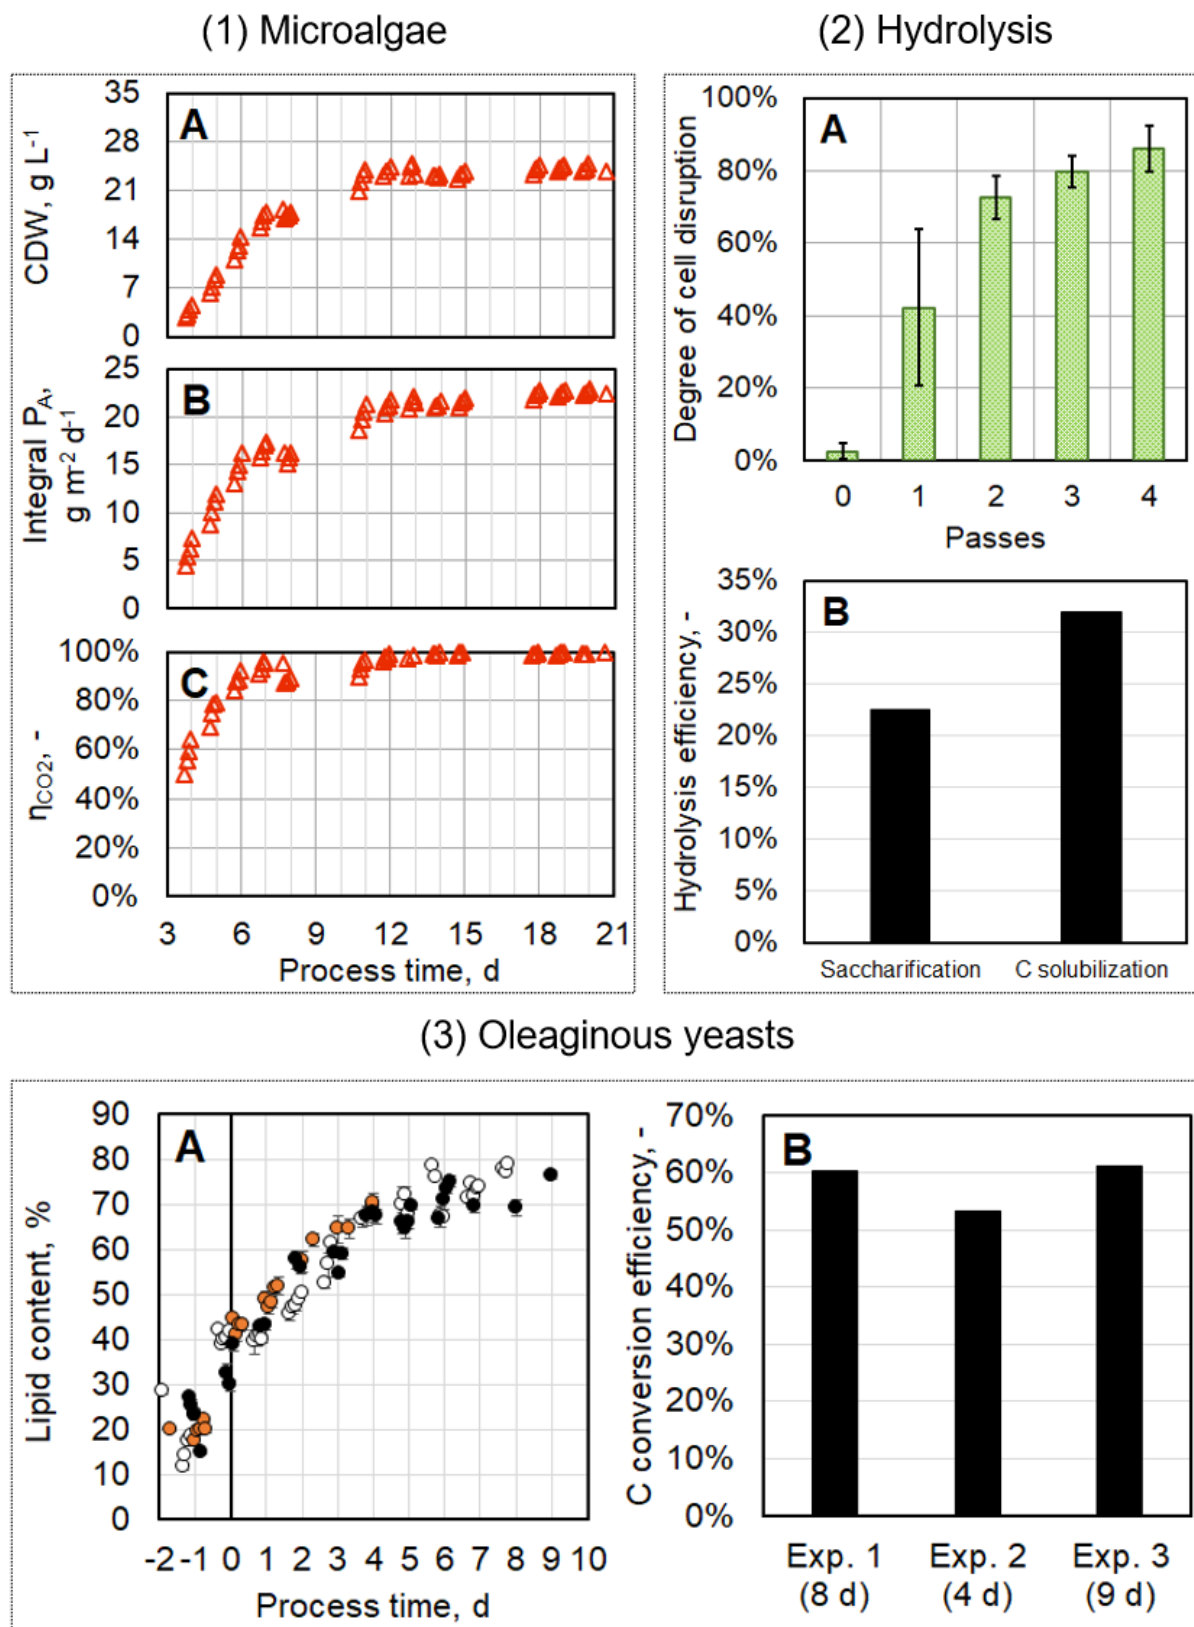 (1) Microalgae
(2) Hydrolysis
A
CDW, g L-1
35
28
21
14
7
0
B
Integral PA,
g m-2 d-1
25
20
15
10
5
0
C
ηCO2, -
100%
80%
60%
40%
20%
0%
3 6 9 12 15 18 21
Process time, d
A
Degree of cell disruption
100%
80%
60%
40%
20%
0%
0 1 2 3 4
Passes
B
Hydrolysis efficiency, -
35%
30%
25%
20%
15%
10%
5%
0%
Saccharification C solubilization
(3) Oleaginous yeasts
A
Lipid content, %
90
80
70
60
50
40
30
20
10
0
-2 -1 0 1 2 3 4 5 6 7 8 9 10
Process time, d
B
C conversion efficiency, -
70%
60%
50%
40%
30%
20%
10%
0%
Exp. 1 Exp. 2 Exp. 3
(8 d) (4 d) (9 d)